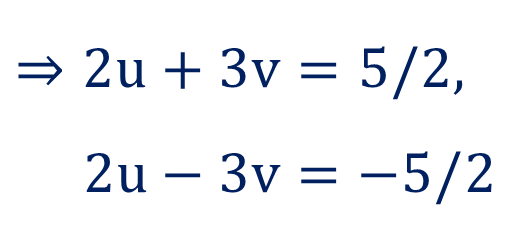 ⇒ 2u + 3v = 5/2,
2u − 3v = −5/2